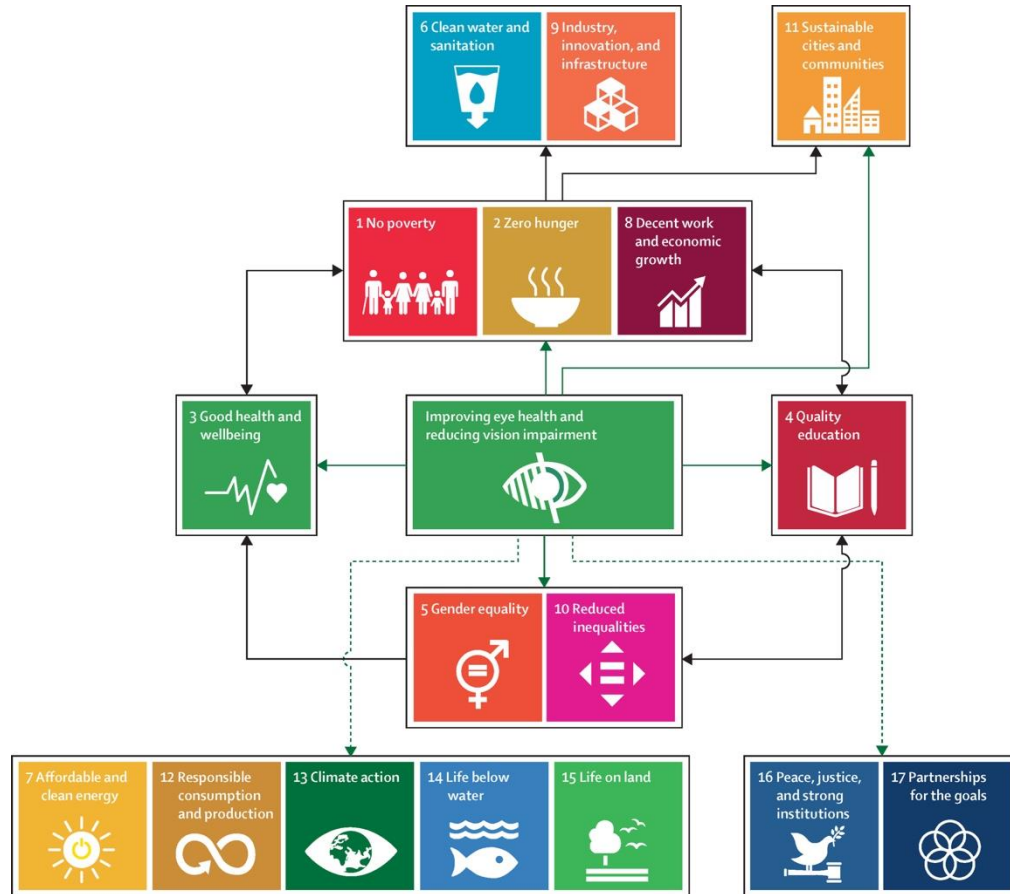 6 Clean water and
sanitation
9 Industry,
innovation, and
infrastructure
11 Sustainable
cities and
communities
1 No poverty
2 Zero hunger
8 Decent work
and economic
growth
3 Good health and
wellbeing
Improving eye health and
reducing vision impairment
4 Quality
education
5 Gender equality
10 Reduced
inequalities
7 Affordable and
clean energy
12 Responsible
consumption
and production
13 Climate action
14 Life below
water
15 Life on land
16 Peace, justice,
and strong
institutions
17 Partnerships
for the goals